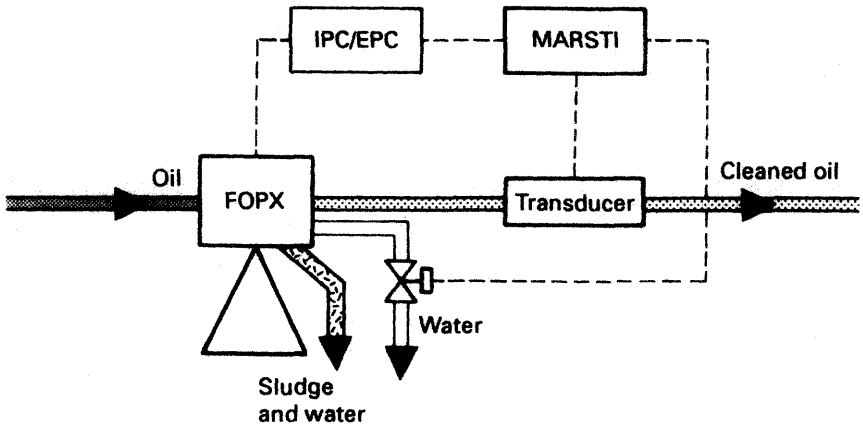 IPC/EPC
MARSTI
Oil
FOPX
Transducer
Cleaned oil
Water
Sludge
and water